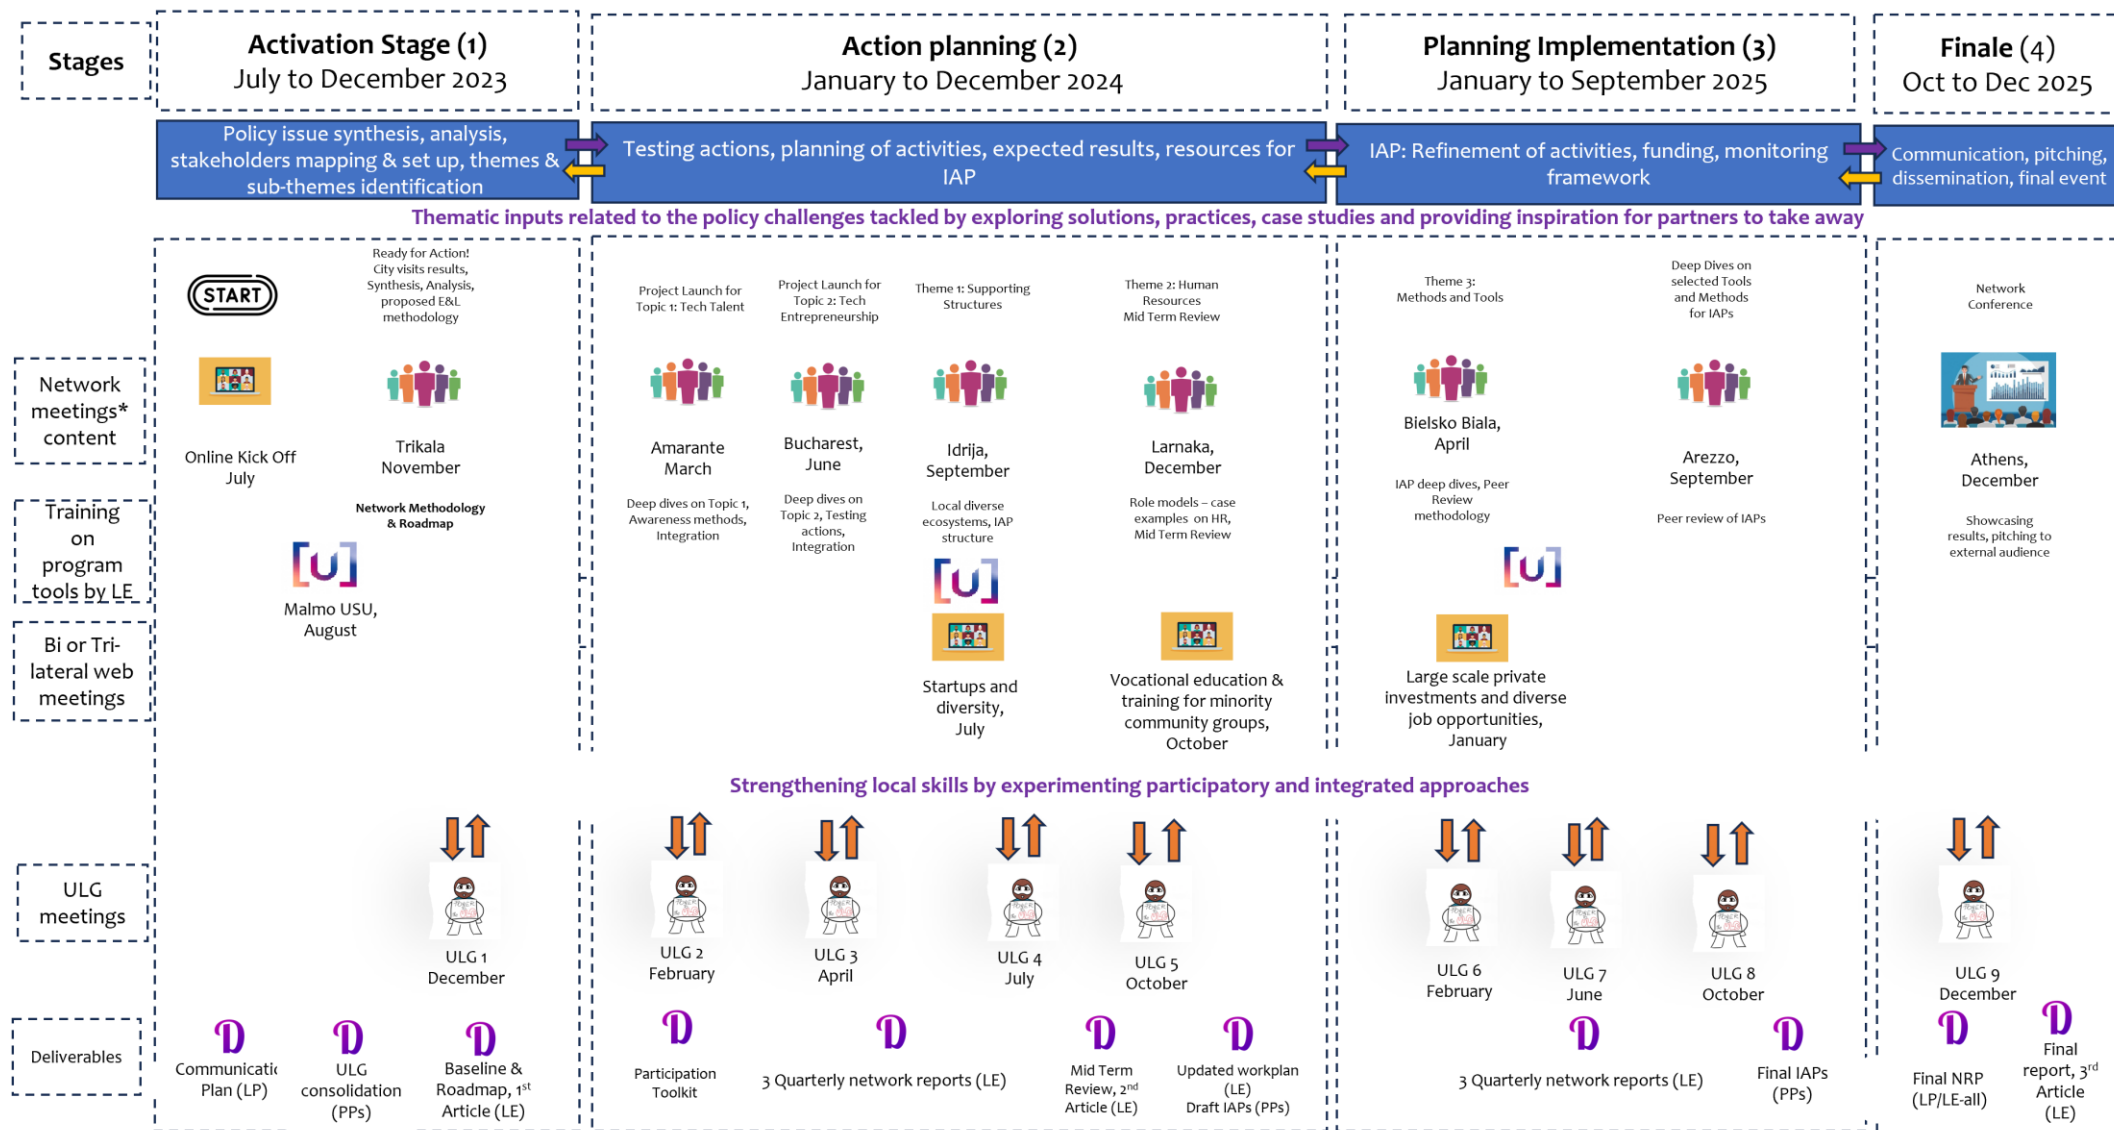 Stages
Activation Stage (1)
July to December 2023
Action planning (2)
January to December 2024
Planning Implementation (3)
January to September 2025
Finale (4)
Oct to Dec 2025
Policy issue synthesis, analysis,
stakeholders mapping & set up, themes &
sub-themes identification
Testing actions, planning of activities, expected results, resources for
IAP
IAP: Refinement of activities, funding, monitoring
framework
Communication, pitching,
dissemination, final event
Thematic inputs related to the policy challenges tackled by exploring solutions, practices, case studies and providing inspiration for partners to take away
START
Ready for Action!
City visits results,
Synthesis, Analysis,
proposed E&L
methodology
Project Launch for
Topic 1: Tech Talent
Project Launch for
Topic 2: Tech
Entrepreneurship
Theme 1: Supporting
Structures
Theme 2: Human
Resources
Mid Term Review
Theme 3:
Methods and Tools
Deep Dives on
selected Tools
and Methods
for IAPs
Network
Conference
Network
meetings*
content
Online Kick Off
July
Trikala
November
Amarante
March
Bucharest,
June
Idrija,
September
Larnaka,
December
Bielsko Biala,
April
Arezzo,
September
Athens,
December
Training
on
program
tools by LE
Network Methodology
& Roadmap
Deep dives on Topic 1,
Awareness methods,
Integration
Deep dives on
Topic 2, Testing
actions,
Integration
Local diverse
ecosystems, IAP
structure
Role models – case
examples on HR,
Mid Term Review
IAP deep dives, Peer
Review
methodology
Peer review of IAPs
Showcasing
results, pitching to
external audience
[U]
Malmo USU,
August
[U]
[U]
Bi or Tri-
lateral web
meetings
Startups and
diversity,
July
Vocational education &
training for minority
community groups,
October
Large scale private
investments and diverse
job opportunities,
January
Strengthening local skills by experimenting participatory and integrated approaches
ULG
meetings
ULG 1
December
ULG 2
February
ULG 3
April
ULG 4
July
ULG 5
October
ULG 6
February
ULG 7
June
ULG 8
October
ULG 9
December
Deliverables
D
Communicatic
Plan (LP)
D
ULG
consolidation
(PPs)
D
Baseline &
Roadmap, 1st
Article (LE)
D
Participation
Toolkit
D
3 Quarterly network reports (LE)
D
Mid Term
Review, 2nd
Article (LE)
D
Updated workplan
(LE)
Draft IAPs (PPs)
D
3 Quarterly network reports (LE)
D
Final IAPs
(PPs)
D
Final NRP
(LP/LE-all)
D
Final
report, 3rd
Article
(LE)